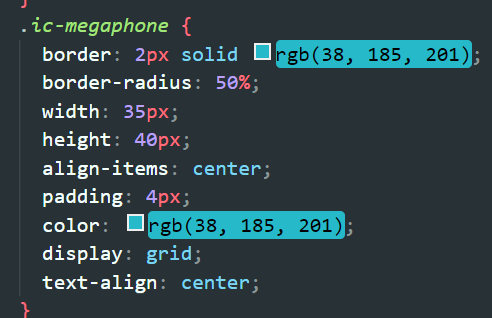 }
.ic-megaphone {
border: 2px solid rgb(38, 185, 201);
border-radius: 50%;
width: 35px;
height: 40px;
align-items: center;
padding: 4px;
color: rgb(38, 185, 201);
display: grid;
text-align: center;
}